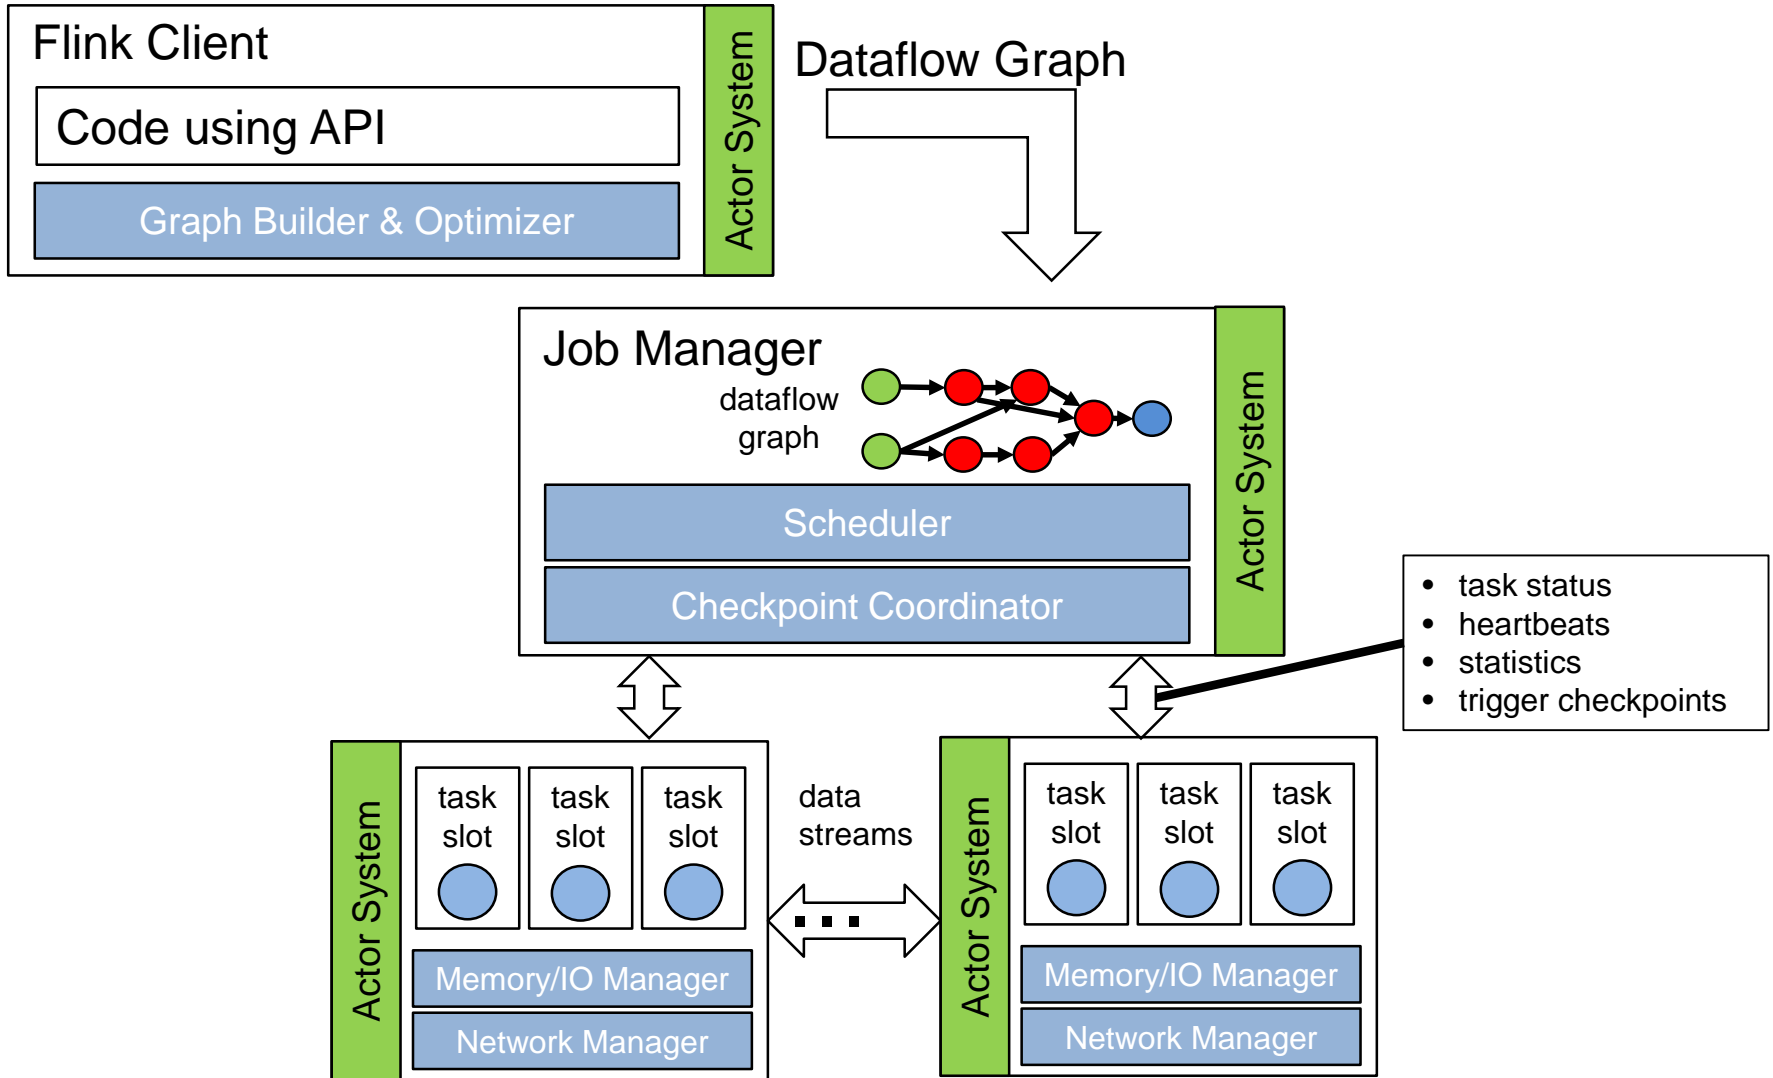 Flink Client
Code using API
Graph Builder & Optimizer
Actor System
Dataflow Graph
Job Manager
dataflow
graph
Scheduler
Checkpoint Coordinator
Actor System
• task status
• heartbeats
• statistics
• trigger checkpoints
Actor System
task
slot
task
slot
task
slot
Memory/IO Manager
Network Manager
data
streams
Actor System
task
slot
task
slot
task
slot
Memory/IO Manager
Network Manager